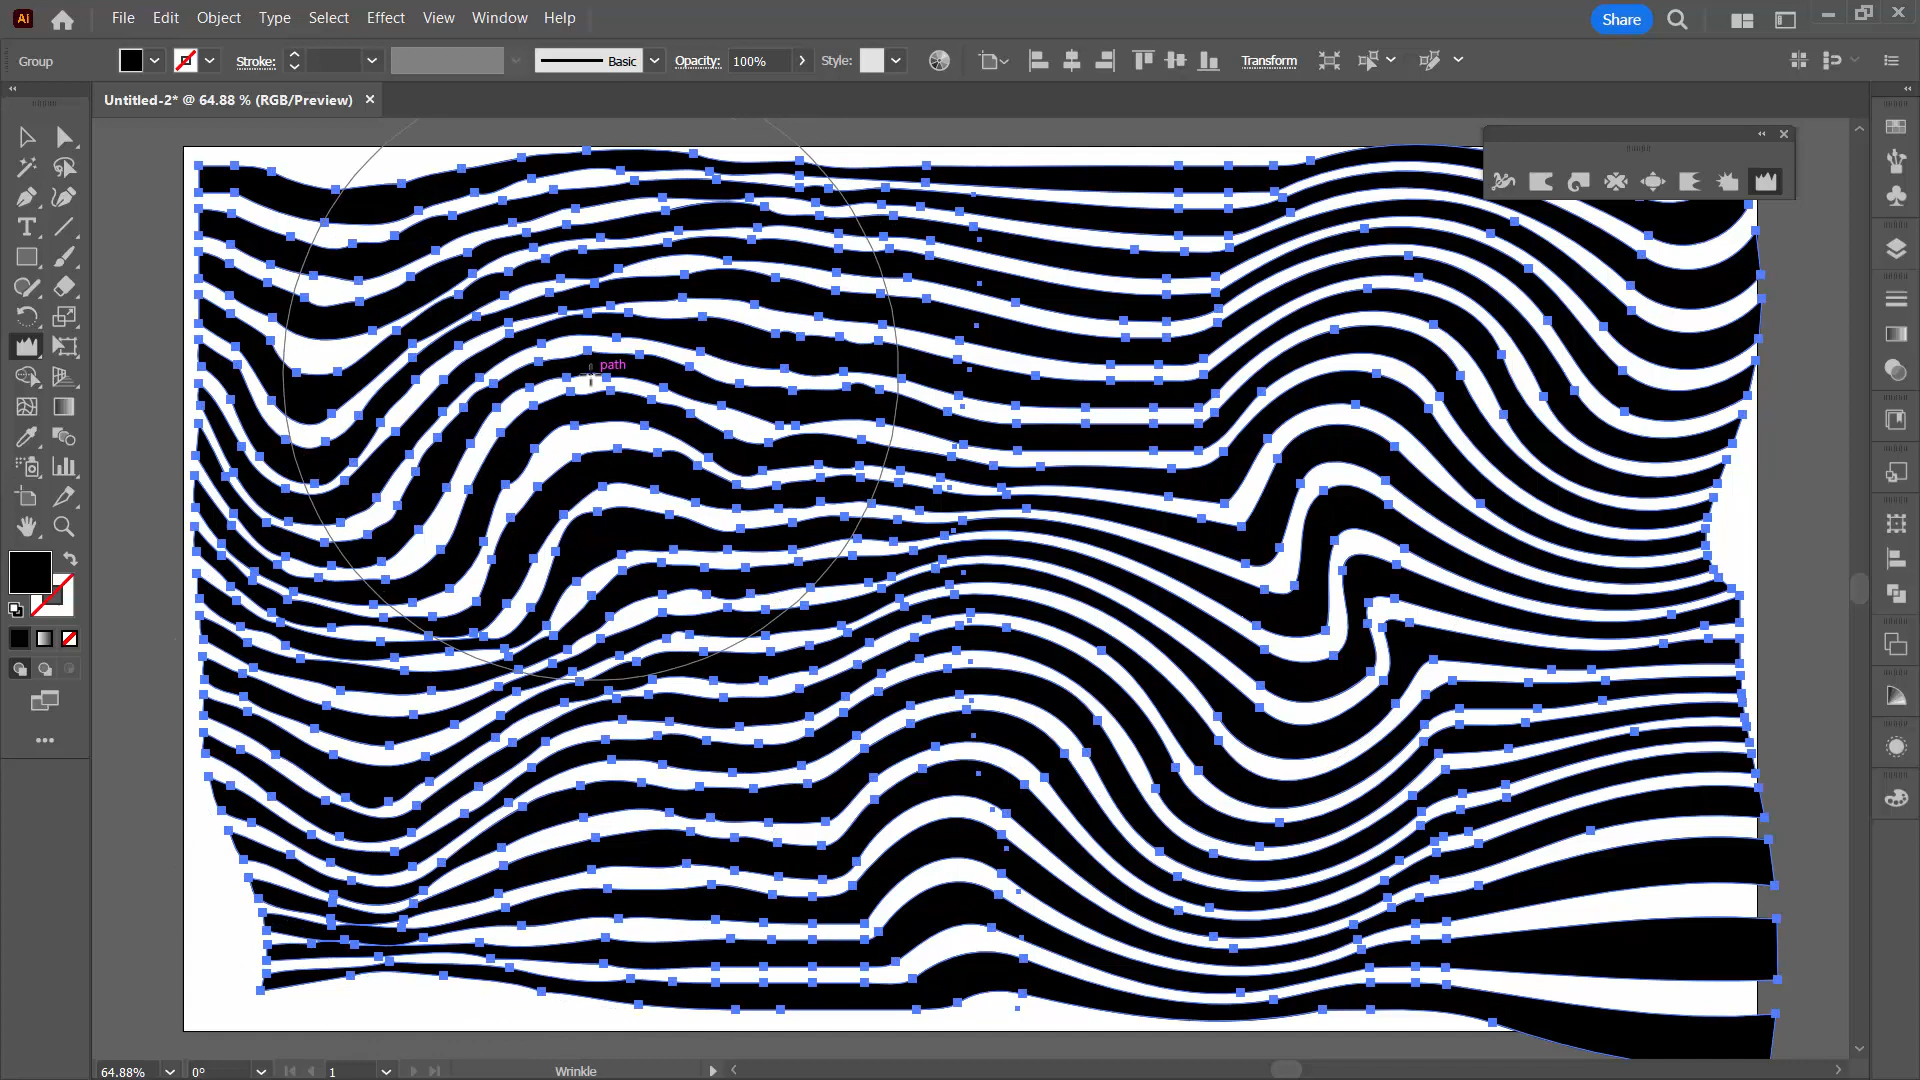 Ai File Edit Object Type Select Effect View Window Help Share
Group Stroke: Basic Opacity: 100% Style: Transform
Untitled-2* @ 64.88 % (RGB/Preview)
path
64.88% 0° 1 Wrinkle